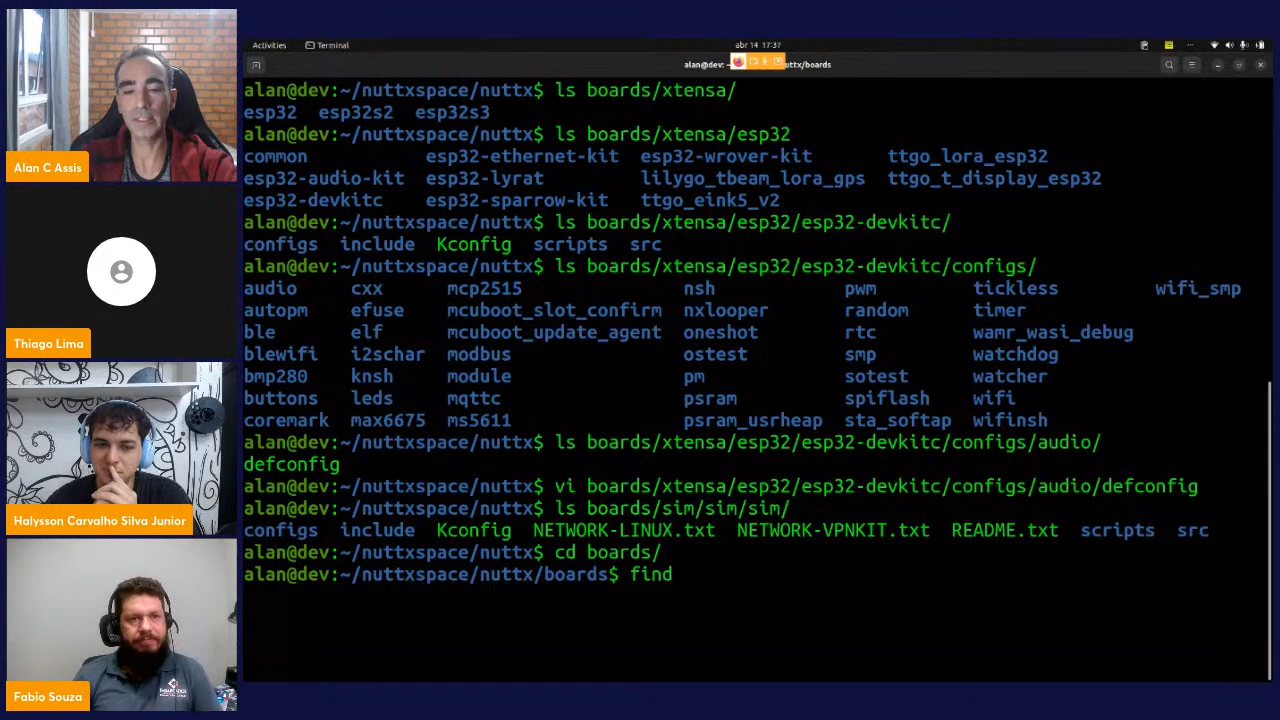 Alan C Assis
Thiago Lima
Halysson Carvalho Silva Junior
Fabio Souza
Activities
Terminal
abr 14 17:37
alan@dev: ~
uttx/boards
alan@dev:~/nuttxspace/nuttx$ ls boards/xtensa/
esp32 esp32s2 esp32s3
alan@dev:~/nuttxspace/nuttx$ ls boards/xtensa/esp32
common esp32-ethernet-kit esp32-wrover-kit ttgo_lora_esp32
esp32-audio-kit esp32-lyrat lilygo_tbeam_lora_gps ttgo_t_display_esp32
esp32-devkitc esp32-sparrow-kit ttgo_eink5_v2
alan@dev:~/nuttxspace/nuttx$ ls boards/xtensa/esp32/esp32-devkitc/
configs include Kconfig scripts src
alan@dev:~/nuttxspace/nuttx$ ls boards/xtensa/esp32/esp32-devkitc/configs/
audio cxx mcp2515 nsh pwm tickless wifi_smp
autopm efuse mcuboot_slot_confirm nxlooper random timer
ble elf mcuboot_update_agent oneshot rtc wamr_wasi_debug
blewifi i2schar modbus ostest smp watchdog
bmp280 knsh module pm sotest watcher
buttons leds mqttc psram spiflash wifi
coremark max6675 ms5611 psram_usrheap sta_softap wifinsh
alan@dev:~/nuttxspace/nuttx$ ls boards/xtensa/esp32/esp32-devkitc/configs/audio/
defconfig
alan@dev:~/nuttxspace/nuttx$ vi boards/xtensa/esp32/esp32-devkitc/configs/audio/defconfig
alan@dev:~/nuttxspace/nuttx$ ls boards/sim/sim/sim/
configs include Kconfig NETWORK-LINUX.txt NETWORK-VPNKIT.txt README.txt scripts src
alan@dev:~/nuttxspace/nuttx$ cd boards/
alan@dev:~/nuttxspace/nuttx/boards$ find